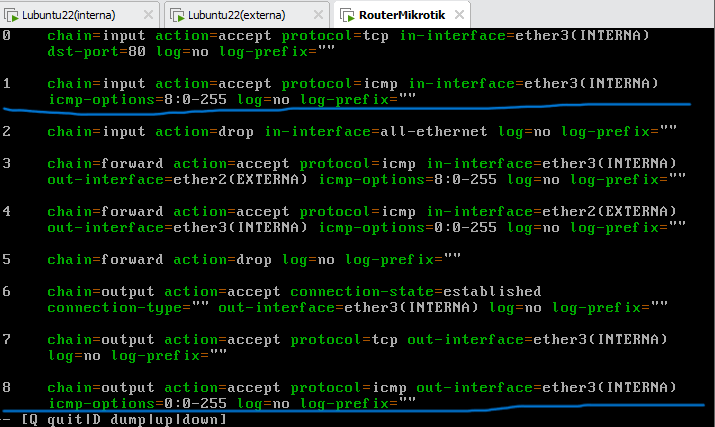 Lubuntu22(interna) × Lubuntu22(externa) × RouterMikrotik ×
0 chain=input action=accept protocol=tcp in-interface=ether3(INTERNA)
dst-port=80 log=no log-prefix=""
1 chain=input action=accept protocol=icmp in-interface=ether3(INTERNA)
icmp-options=8:0-255 log=no log-prefix=""
2 chain=input action=drop in-interface=all-ethernet log=no log-prefix=""
3 chain=forward action=accept protocol=icmp in-interface=ether3(INTERNA)
out-interface=ether2(EXTERNA) icmp-options=8:0-255 log=no log-prefix=""
4 chain=forward action=accept protocol=icmp in-interface=ether2(EXTERNA)
out-interface=ether3(INTERNA) icmp-options=0:0-255 log=no log-prefix=""
5 chain=forward action=drop log=no log-prefix=""
6 chain=output action=accept connection-state=established
connection-type="" out-interface=ether3(INTERNA) log=no log-prefix=""
7 chain=output action=accept protocol=tcp out-interface=ether3(INTERNA)
log=no log-prefix=""
8 chain=output action=accept protocol=icmp out-interface=ether3(INTERNA)
icmp-options=0:0-255 log=no log-prefix=""
-- [Q quit|D dump|up|down]